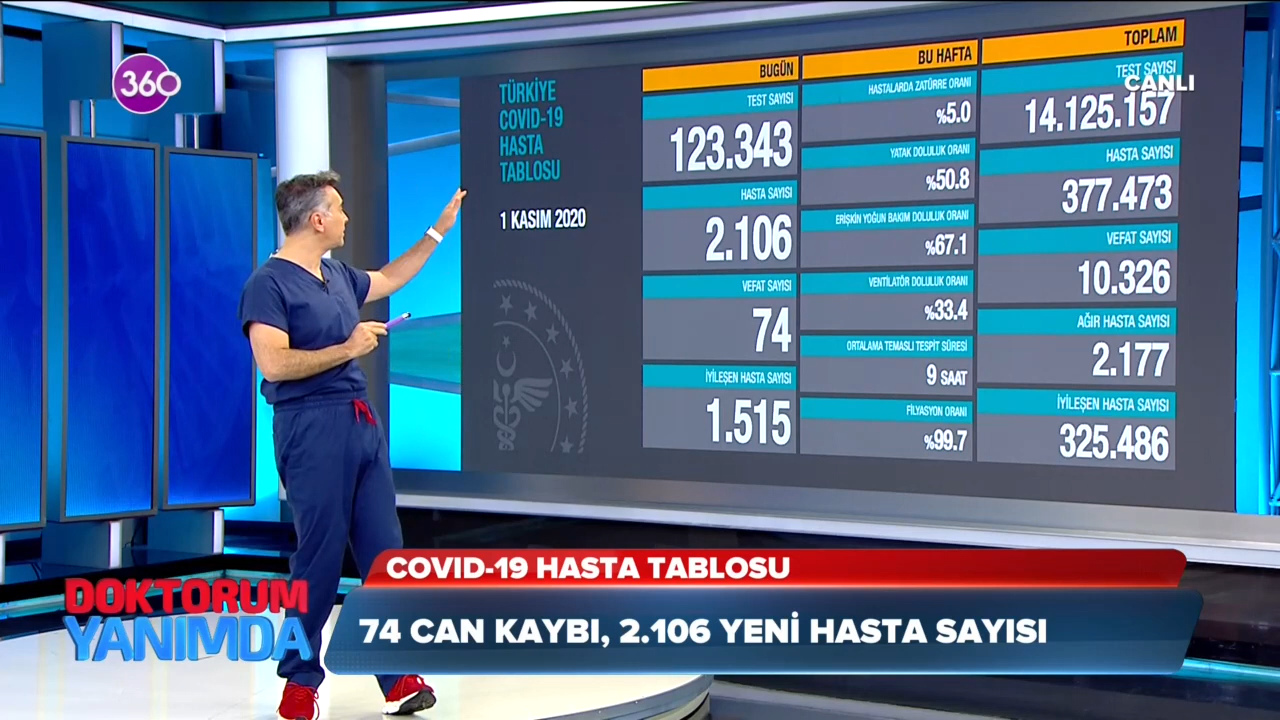 360
CANLI
TÜRKİYE
COVID-19
HASTA
TABLOSU
1 KASIM 2020
BUGÜN
TEST SAYISI
123.343
HASTA SAYISI
2.106
VEFAT SAYISI
74
İYİLEŞEN HASTA SAYISI
1.515
BU HAFTA
HASTALARDA ZATÜRRE ORANI
%5.0
YATAK DOLULUK ORANI
%50.8
ERİŞKİN YOĞUN BAKIM DOLULUK ORANI
%67.1
VENTİLATÖR DOLULUK ORANI
%33.4
ORTALAMA TEMASLI TESPİT SÜRESİ
9 SAAT
FİLYASYON ORANI
%99.7
TOPLAM
TEST SAYISI
14.125.157
HASTA SAYISI
377.473
VEFAT SAYISI
10.326
AĞIR HASTA SAYISI
2.177
İYİLEŞEN HASTA SAYISI
325.486
DOKTORUM
YANIMDA
COVID-19 HASTA TABLOSU
74 CAN KAYBI, 2.106 YENİ HASTA SAYISI